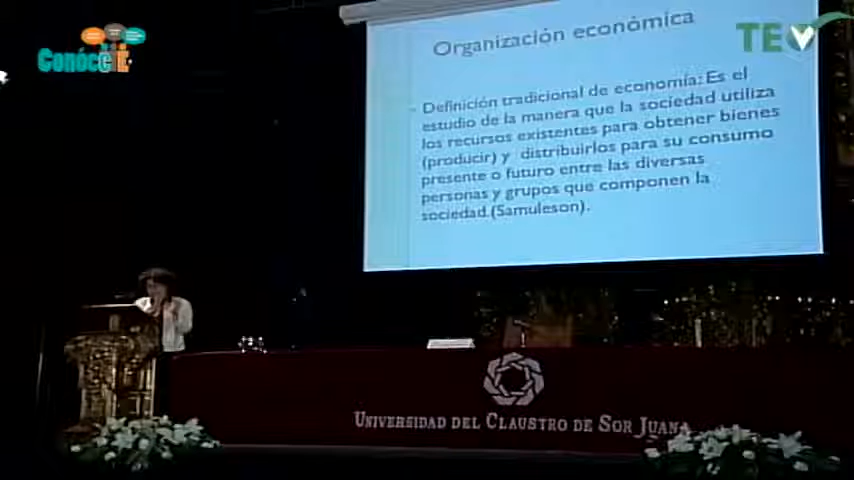 ConóceIE
TEV
Organización económica
Definición tradicional de economía: Es el
estudio de la manera que la sociedad utiliza
los recursos existentes para obtener bienes
(producir) y distribuirlos para su consumo
presente o futuro entre las diversas
personas y grupos que componen la
sociedad.(Samuleson).
UNIVERSIDAD DEL CLAUSTRO DE SOR JUANA